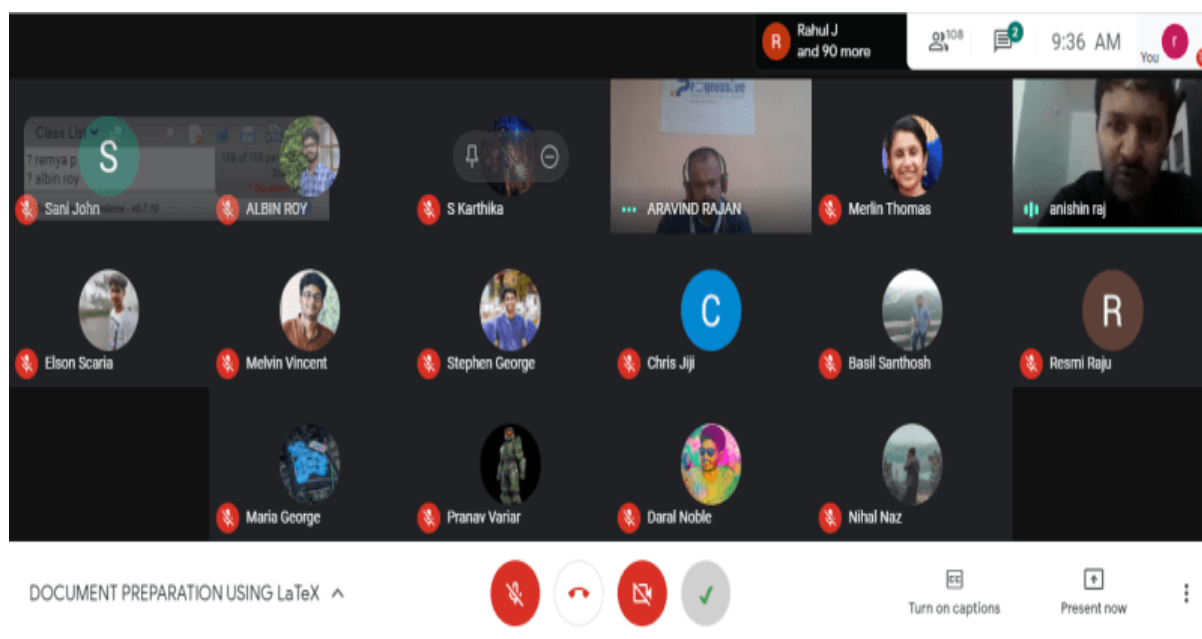 R
Rahul J
and 90 more
108
2
9:36 AM
You
r
Progressive
Class List
? remya p
? albin roy
108 of 108
S
Sani John
ALBIN ROY
S Karthika
ARAVIND RAJAN
Merlin Thomas
anishin raj
Elson Scaria
Melvin Vincent
Stephen George
C
Chris Jiji
Basil Santhosh
R
Resmi Raju
Maria George
Pranav Variar
Daral Noble
Nihal Naz
DOCUMENT PREPARATION USING LaTeX
CC
Turn on captions
Present now